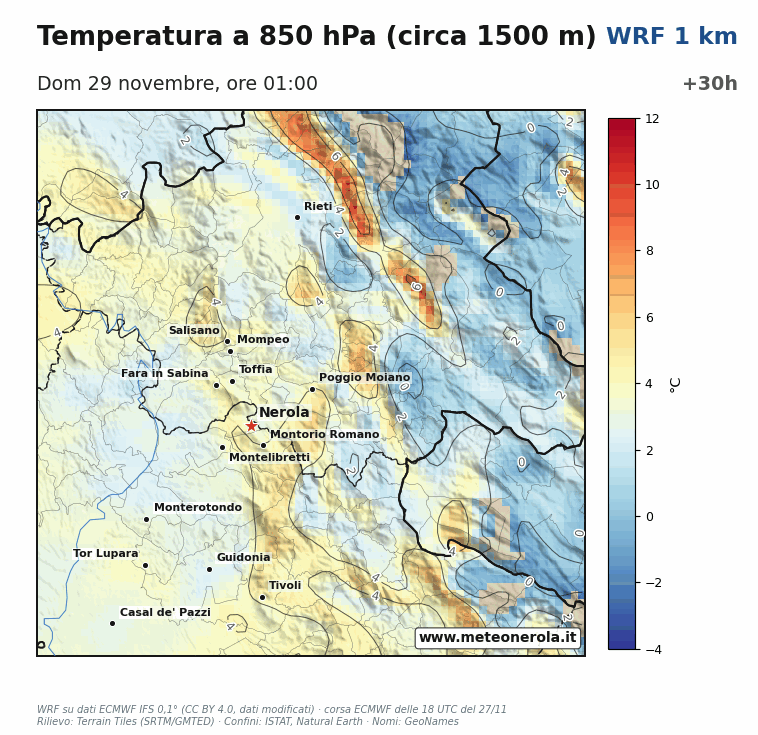 Temperatura a 850 hPa (circa 1500 m) WRF 1 km
Dom 29 novembre, ore 01:00 +30h
Rieti
Salisano
Mompeo
Fara in Sabina
Toffia
Poggio Moiano
Nerola
Montorio Romano
Montelibretti
Monterotondo
Tor Lupara
Guidonia
Tivoli
Casal de' Pazzi
www.meteonerola.it
12
10
8
6
4
2
0
−2
−4
°C
WRF su dati ECMWF IFS 0,1° (CC BY 4.0, dati modificati) · corsa ECMWF delle 18 UTC del 27/11
Rilievo: Terrain Tiles (SRTM/GMTED) · Confini: ISTAT, Natural Earth · Nomi: GeoNames